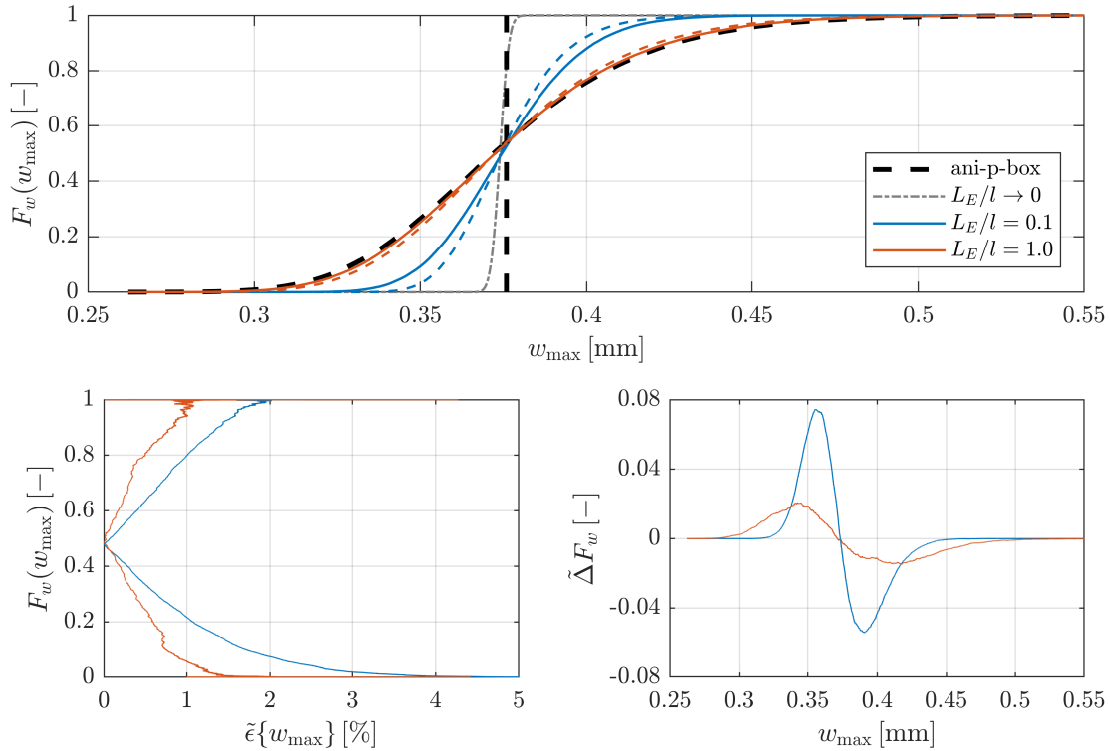 F_w(w_max) [−]
1
0.8
0.6
0.4
0.2
0
0.25 0.3 0.35 0.4 0.45 0.5 0.55
w_max [mm]
ani-p-box
L_E/l → 0
L_E/l = 0.1
L_E/l = 1.0
F_w(w_max) [−]
1
0.8
0.6
0.4
0.2
0
0 1 2 3 4 5
ϵ̃{w_max} [%]
Δ̃F_w [−]
0.08
0.04
0
-0.04
-0.08
0.25 0.3 0.4 0.5 0.55
w_max [mm]